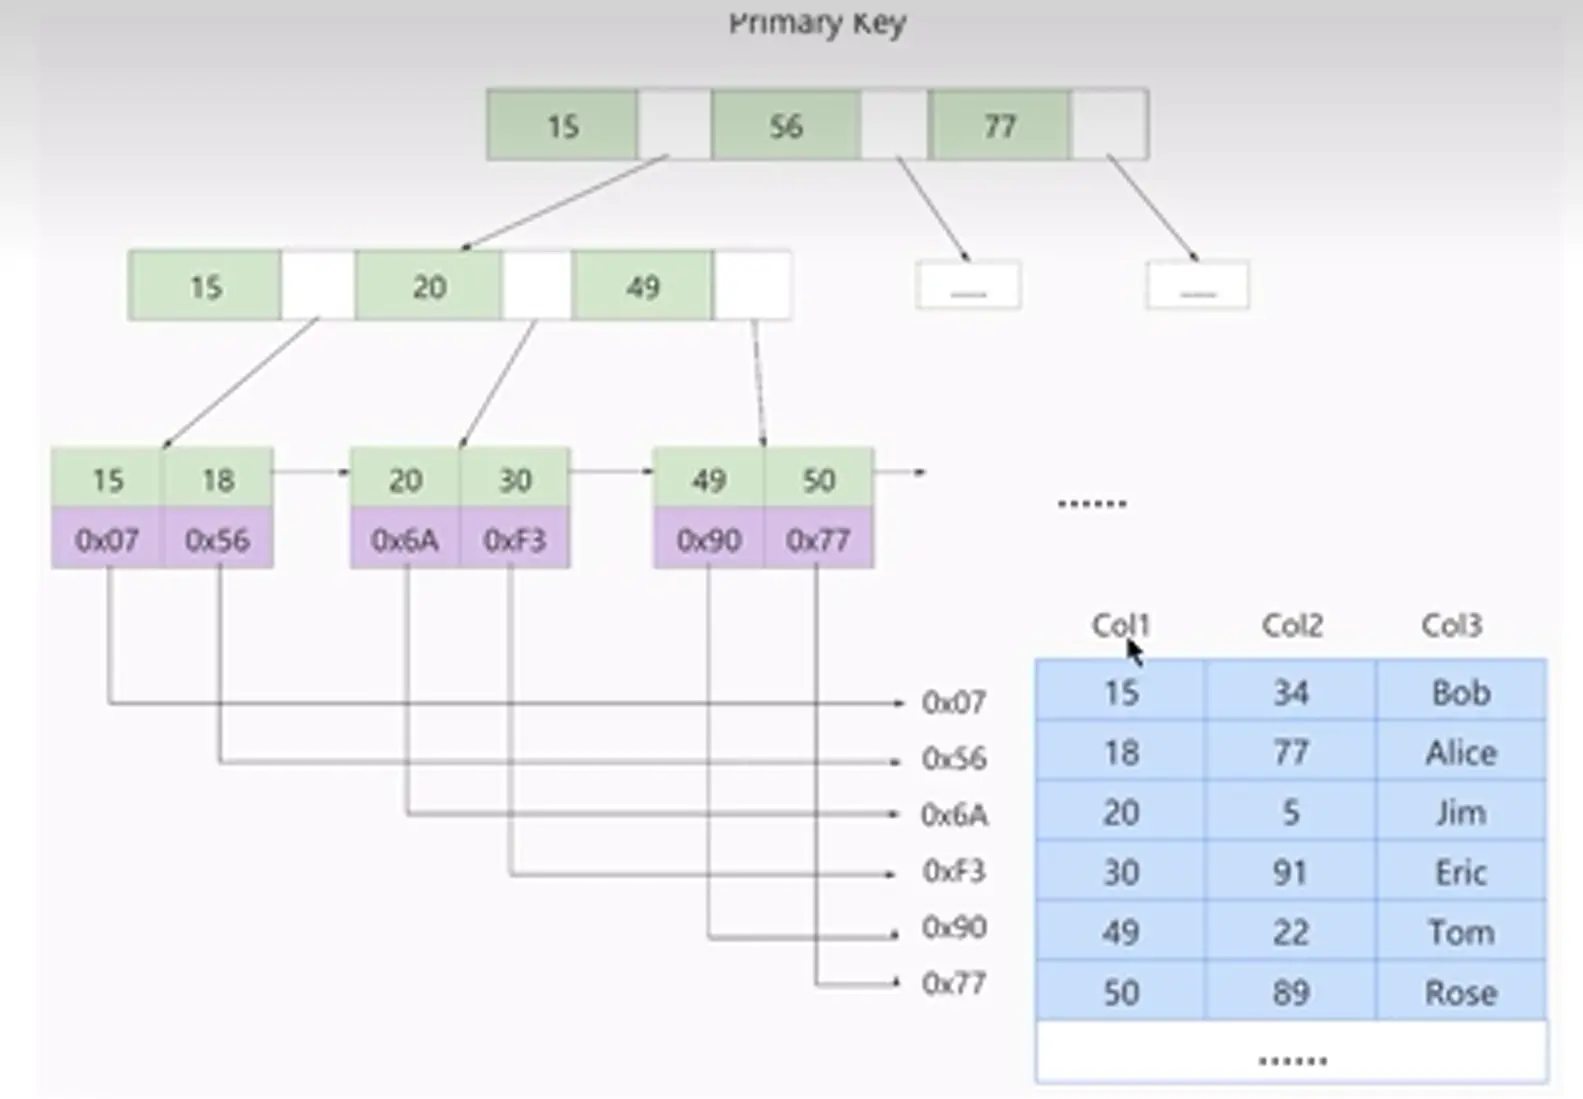 Primary Key
15 56 77
15 20 49
15 18 20 30 49 50
0x07 0x56 0x6A 0xF3 0x90 0x77
......
Col1 Col2 Col3
0x07 15 34 Bob
0x56 18 77 Alice
0x6A 20 5 Jim
0xF3 30 91 Eric
0x90 49 22 Tom
0x77 50 89 Rose
......